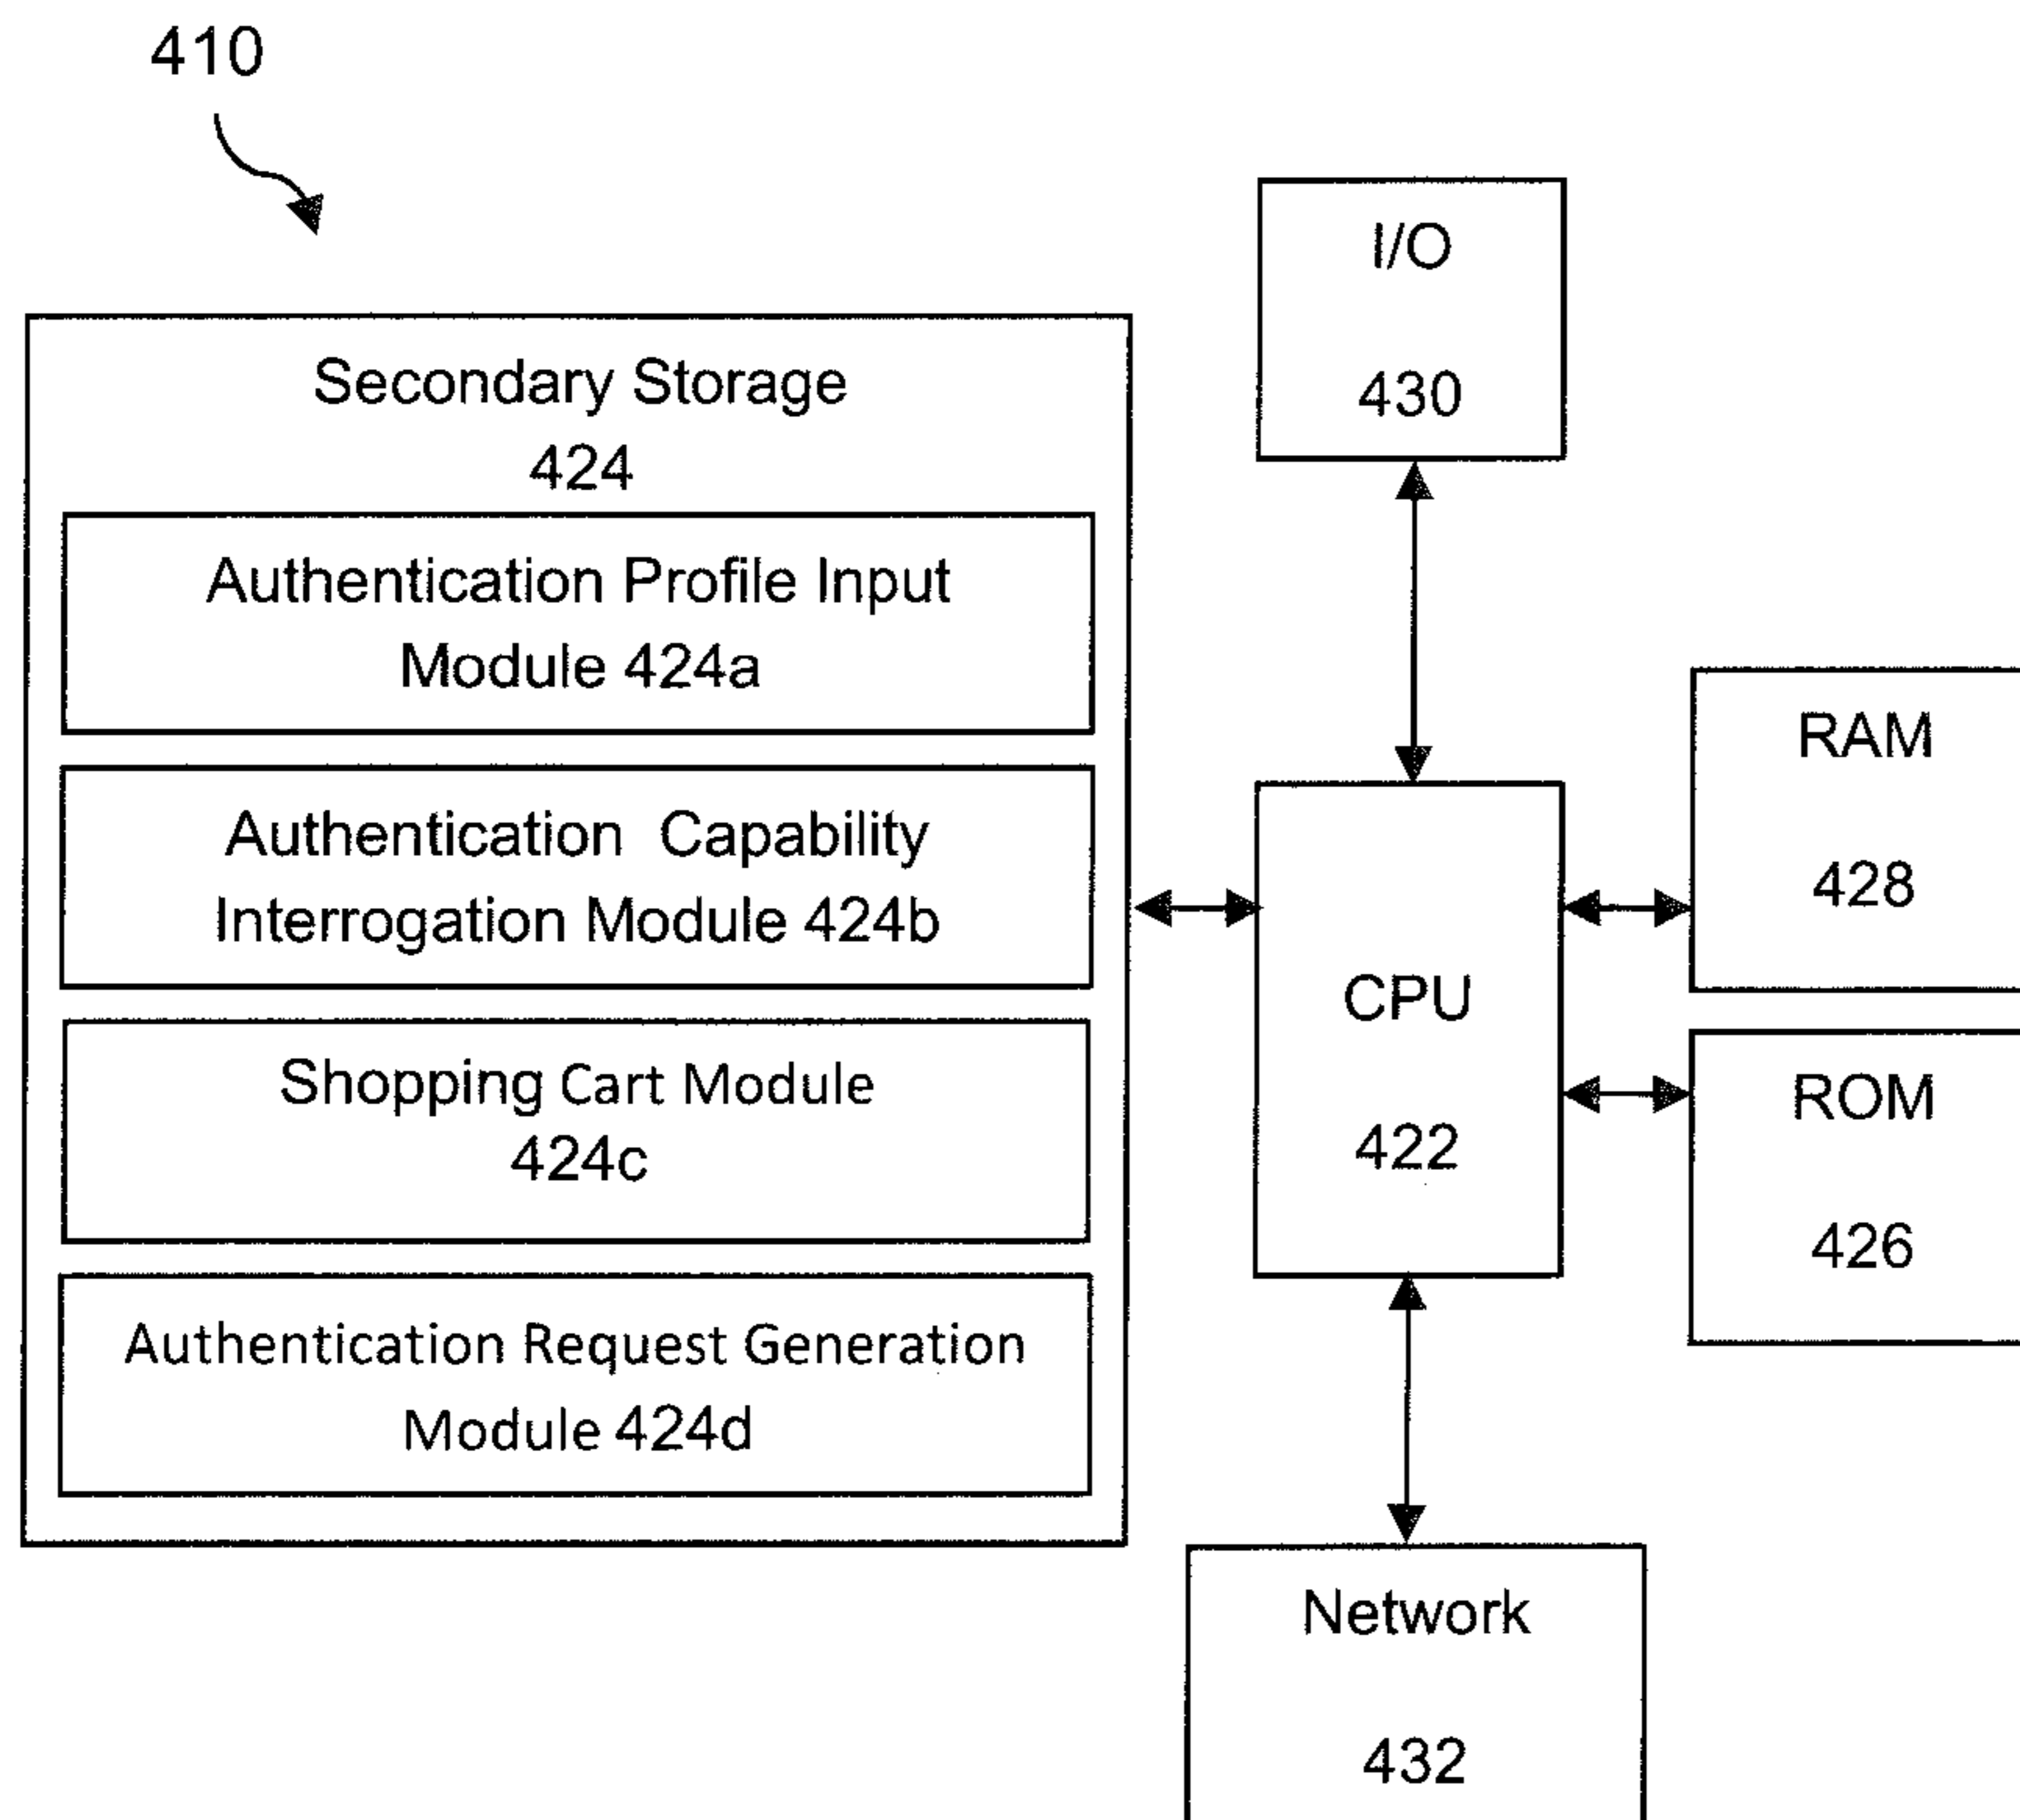 410
I/O
430
Secondary Storage
424
Authentication Profile Input
Module 424a
Authentication Capability
Interrogation Module 424b
Shopping Cart Module
424c
Authentication Request Generation
Module 424d
CPU
422
RAM
428
ROM
426
Network
432